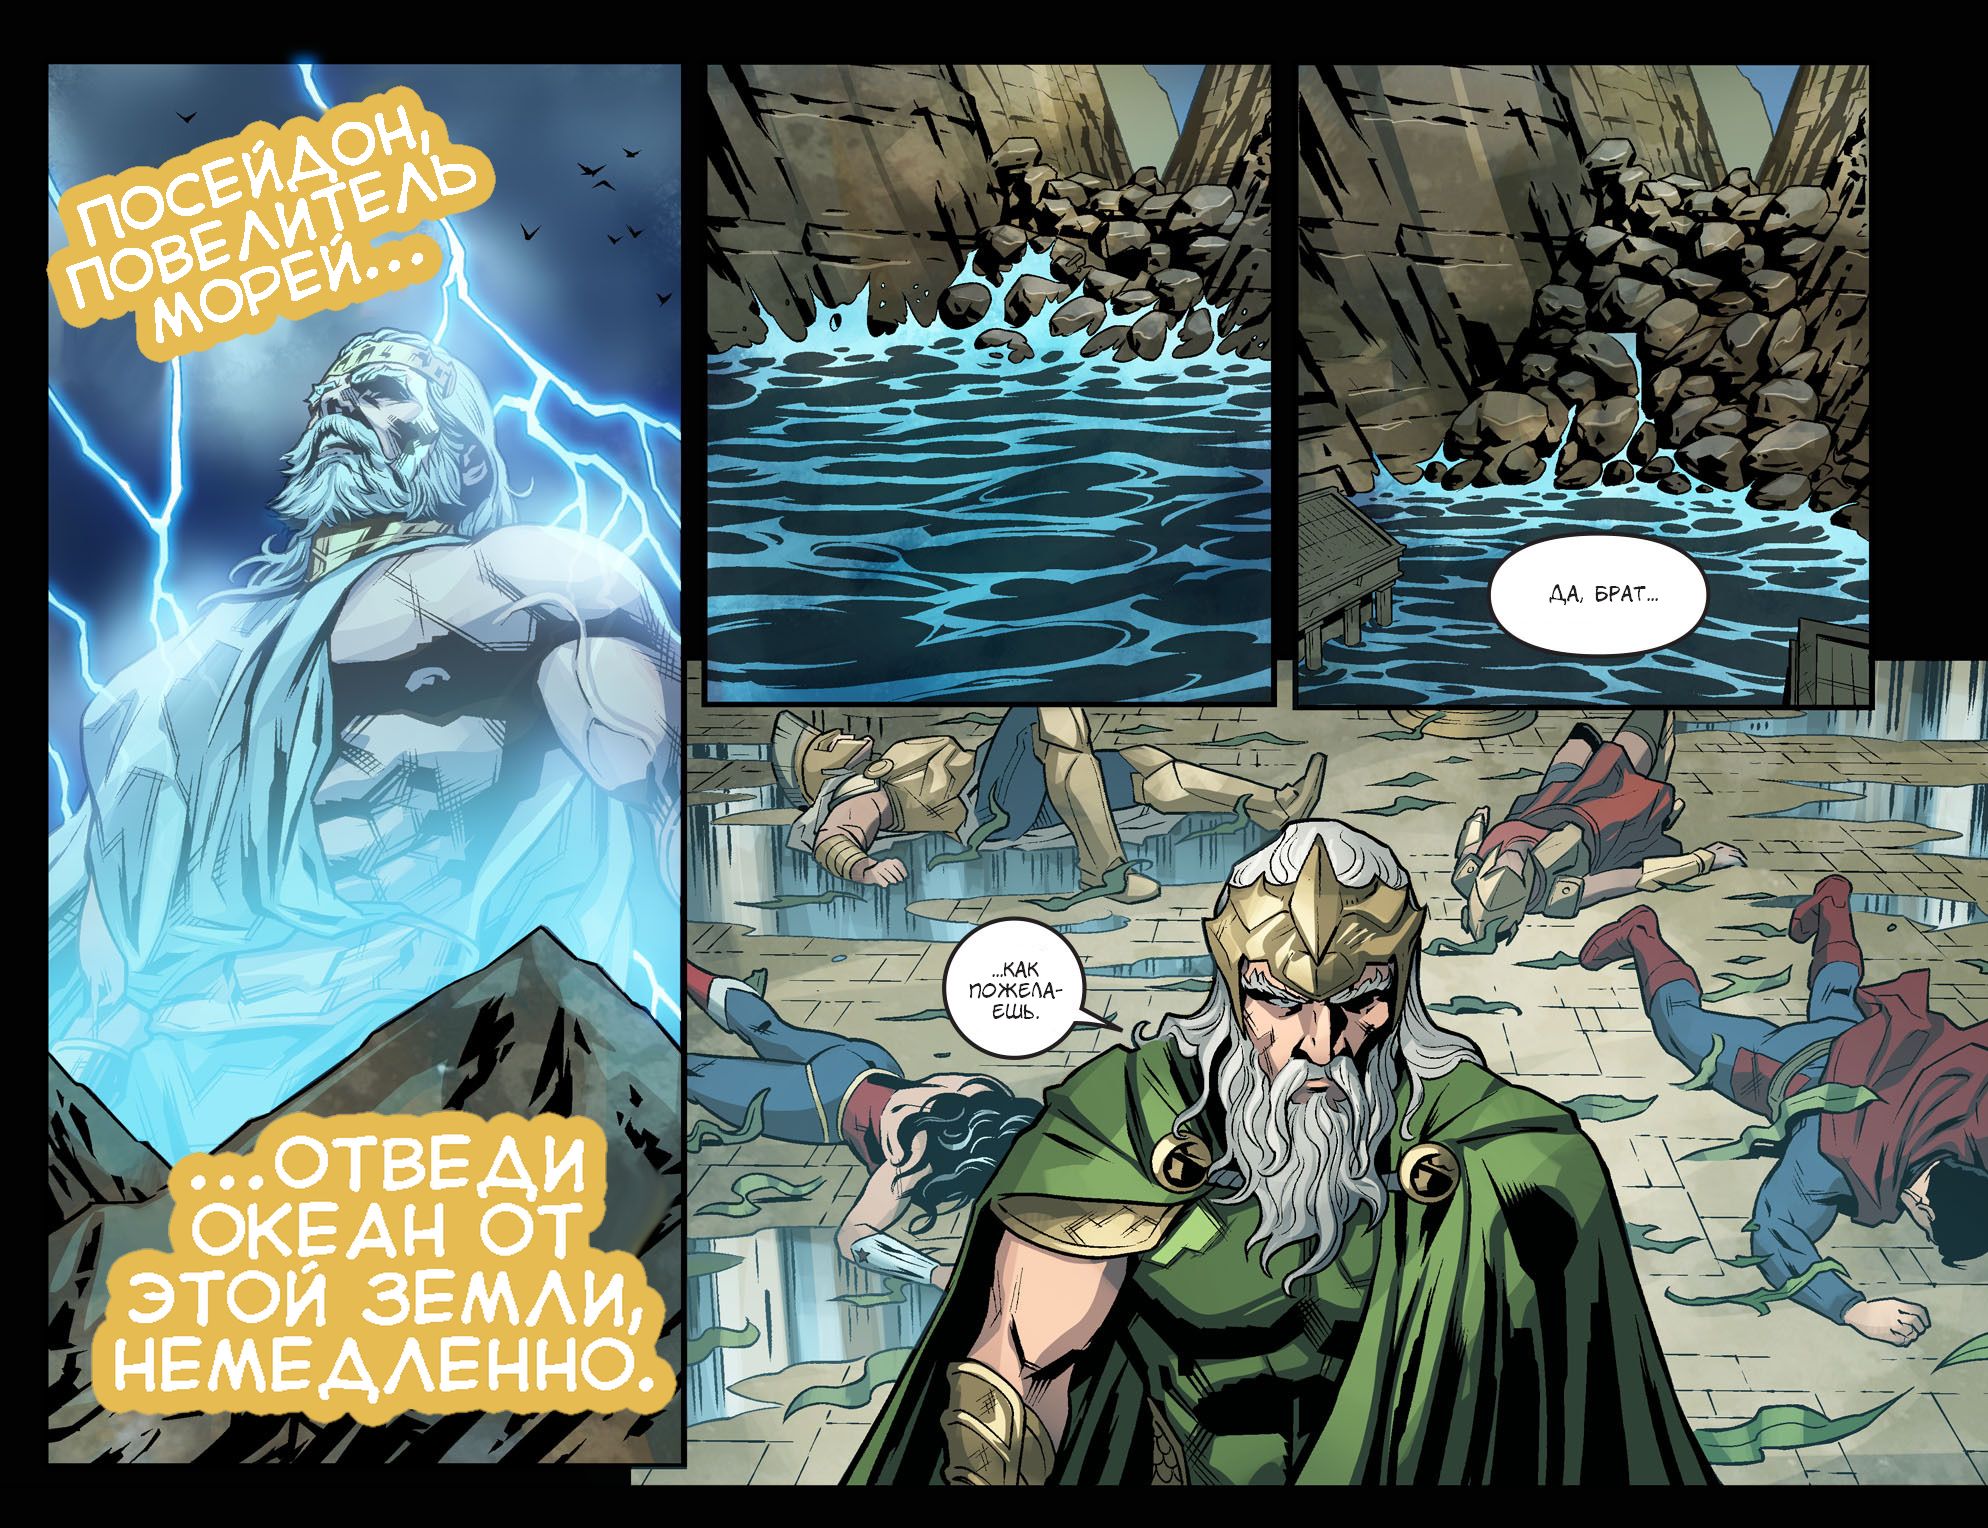 ПОСЕЙДОН,
ПОВЕЛИТЕЛЬ
МОРЕЙ...
...ОТВЕДИ
ОКЕАН ОТ
ЭТОЙ ЗЕМЛИ,
НЕМЕДЛЕННО.
ДА, БРАТ...
...КАК
ПОЖЕЛА-
ЕШЬ.